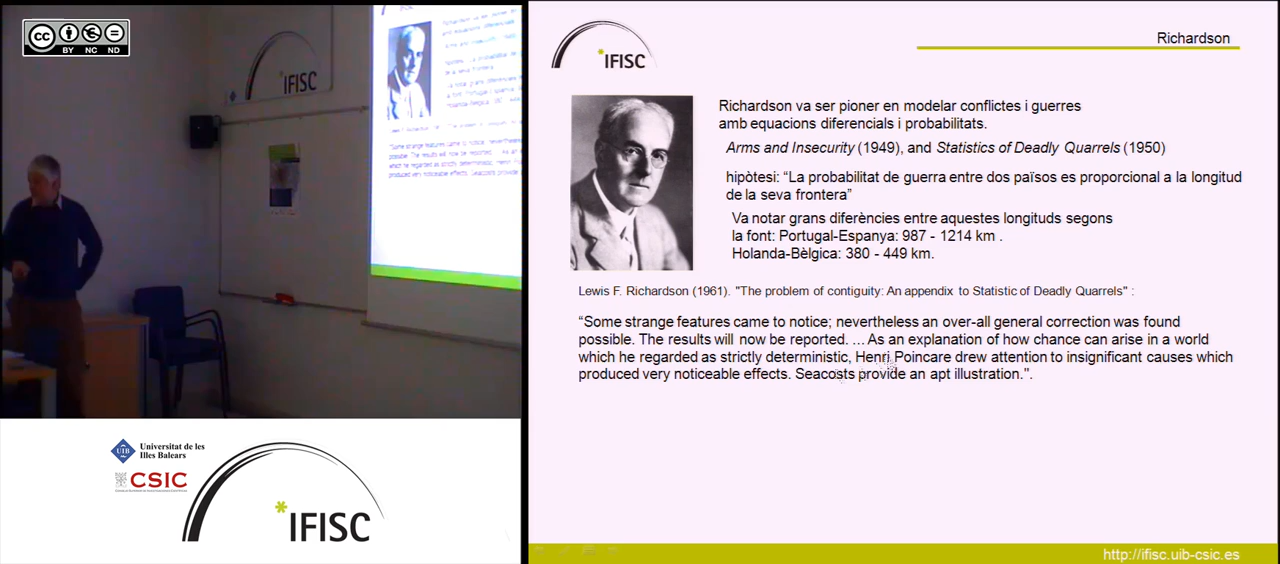 cc
BY NC ND
IFISC
Universitat de les
Illes Balears
UIB
CSIC
IFISC
IFISC
Richardson
Richardson va ser pioner en modelar conflictes i guerres
amb equacions diferencials i probabilitats.
Arms and Insecurity (1949), and Statistics of Deadly Quarrels (1950)
hipòtesi: “La probabilitat de guerra entre dos països es proporcional a la longitud
de la seva frontera”
Va notar grans diferències entre aquestes longituds segons
la font: Portugal-Espanya: 987 - 1214 km .
Holanda-Bèlgica: 380 - 449 km.
Lewis F. Richardson (1961). "The problem of contiguity: An appendix to Statistic of Deadly Quarrels" :
“Some strange features came to notice; nevertheless an over-all general correction was found
possible. The results will now be reported. ... As an explanation of how chance can arise in a world
which he regarded as strictly deterministic, Henri Poincare drew attention to insignificant causes which
produced very noticeable effects. Seacosts provide an apt illustration.".
http://ifisc.uib-csic.es